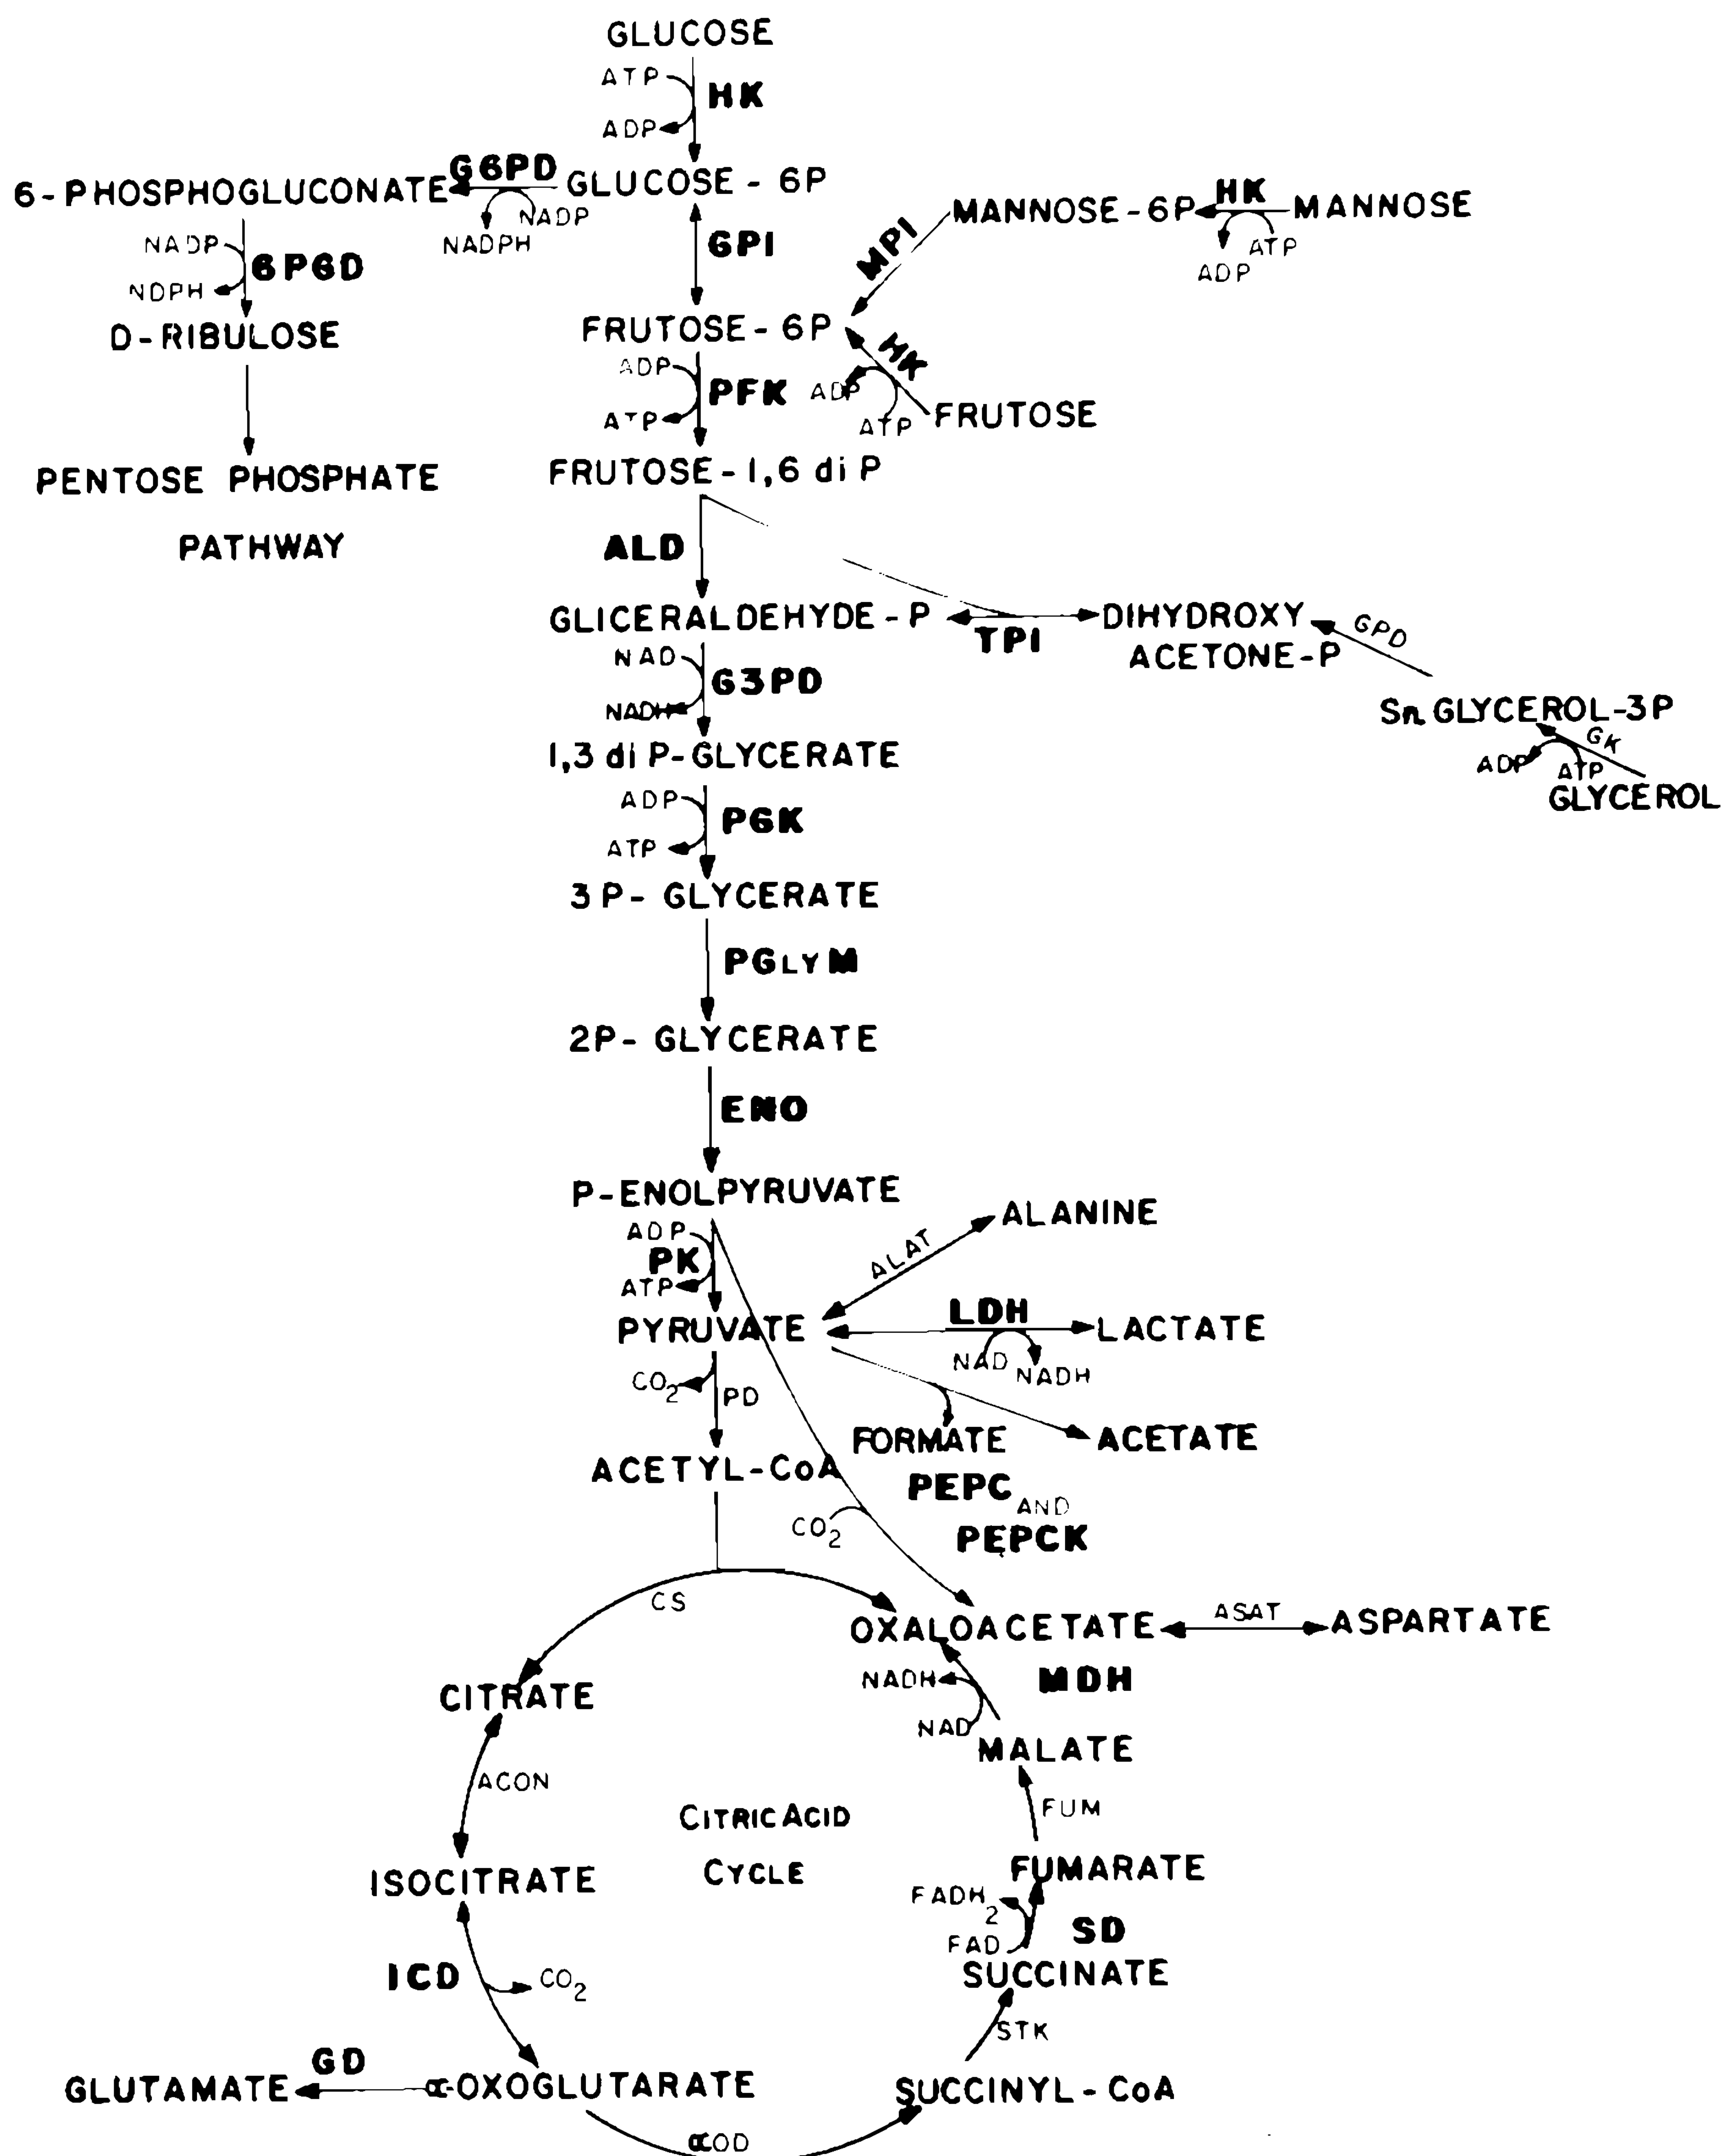 GLUCOSE
ATP
HK
ADP
G6PD
6-PHOSPHOGLUCONATE
GLUCOSE - 6P
NADP
NADPH
MANNOSE-6P
HK
MANNOSE
ATP
ADP
NADP
6PGD
NDPH
GPI
MPI
D-RIBULOSE
FRUTOSE - 6P
HK
ADP
PFK
ATP
ADP
ATP
FRUTOSE
PENTOSE PHOSPHATE
PATHWAY
FRUTOSE-1,6 di P
ALD
GLICERALDEHYDE - P
TPI
DIHYDROXY
ACETONE-P
GPD
NAD
G3PD
NADH
Sn GLYCEROL-3P
GK
ADP
ATP
GLYCEROL
1,3 di P-GLYCERATE
ADP
PGK
ATP
3 P- GLYCERATE
PGLYM
2P- GLYCERATE
ENO
P-ENOLPYRUVATE
ADP
PK
ATP
ALAT
ALANINE
PYRUVATE
LDH
LACTATE
NAD
NADH
CO2
PD
FORMATE
ACETATE
ACETYL-CoA
PEPC AND
PEPCK
CO2
CS
OXALOACETATE
ASAT
ASPARTATE
NADH
MDH
NAD
CITRATE
MALATE
ACON
FUM
CITRIC ACID
CYCLE
ISOCITRATE
FUMARATE
FADH2
SD
FAD
ICD
CO2
SUCCINATE
STK
GD
GLUTAMATE
α-OXOGLUTARATE
SUCCINYL - CoA
αOD